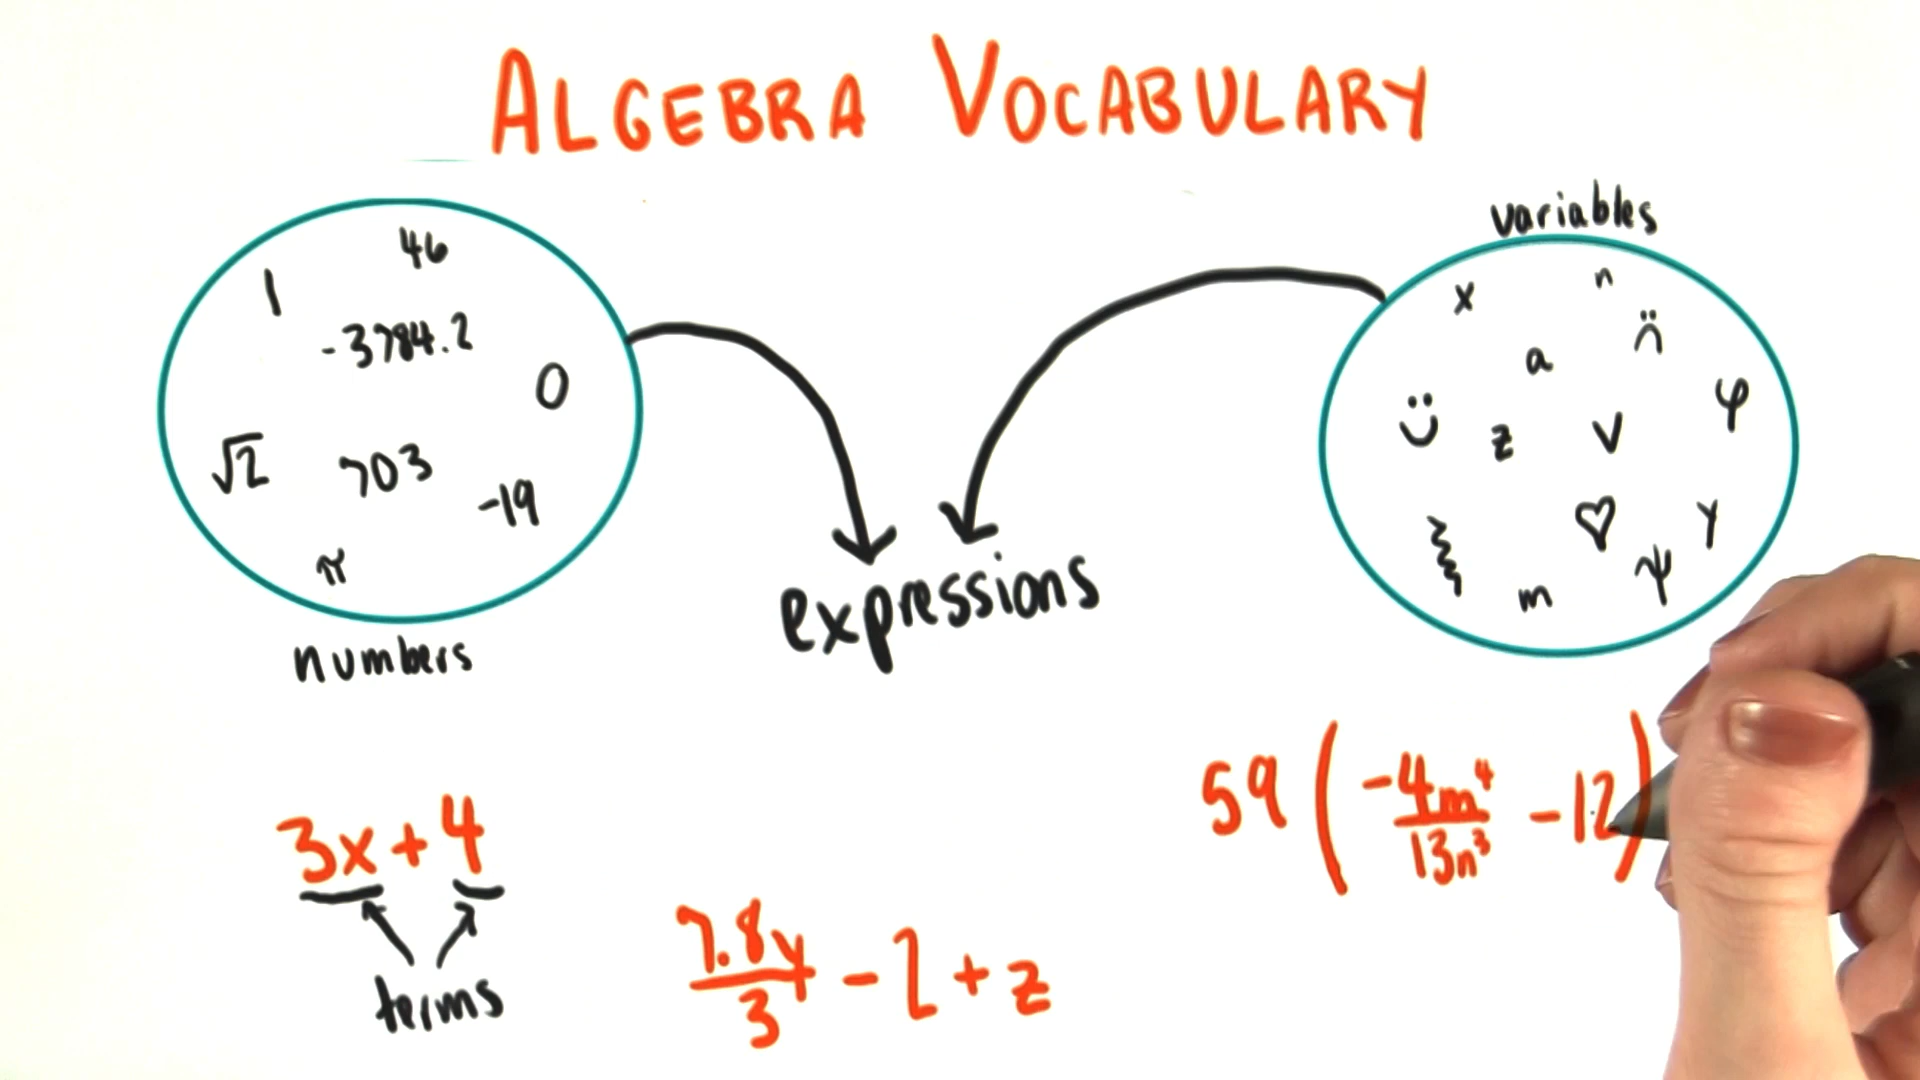 ALGEBRA VOCABULARY
variables
46
1
-3784.2
0
√2
703
-19
π
numbers
x
n
a
z
v
φ
♡
y
m
ψ
expressions
59 ( -4m⁴/13n³ - 12 )
3x + 4
terms
7.8y/3 - 2 + z